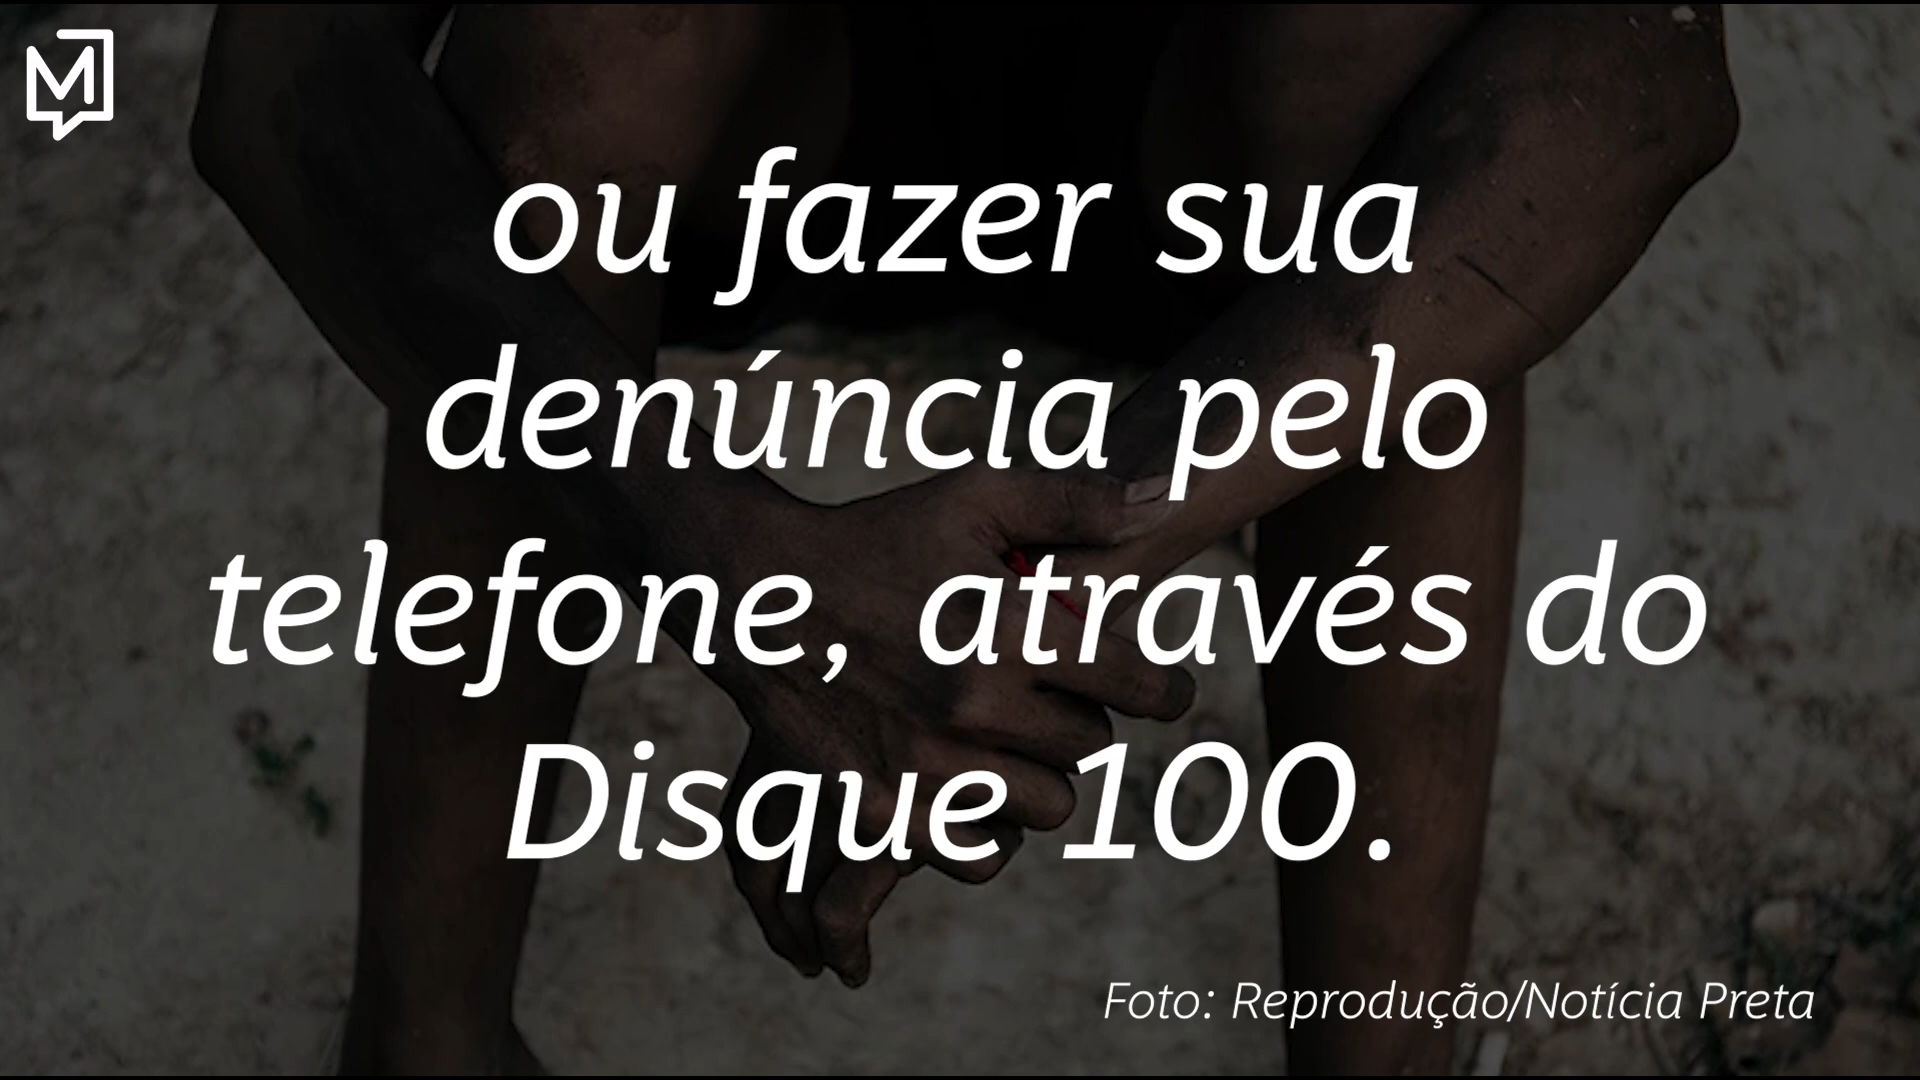 ou fazer sua
denúncia pelo
telefone, através do
Disque 100.
Foto: Reprodução/Notícia Preta